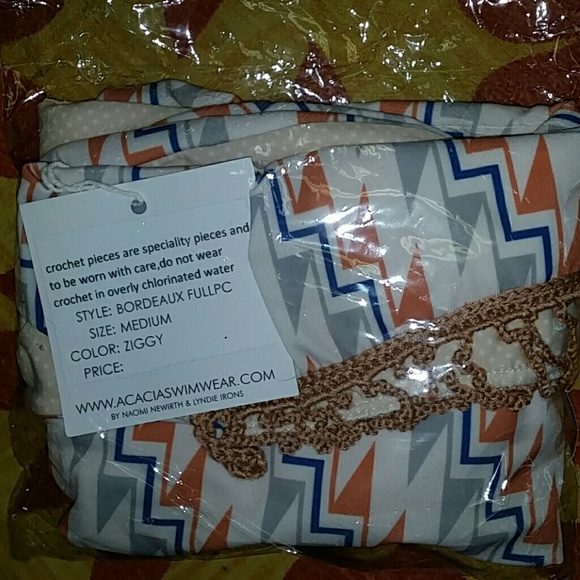 crochet pieces are speciality pieces and
to be worn with care,do not wear
crochet in overly chlorinated water
STYLE: BORDEAUX FULLPC
SIZE: MEDIUM
COLOR: ZIGGY
PRICE:
WWW.ACACIASWIMWEAR.COM
BY NAOMI NEWIRTH & LYNDIE IRONS